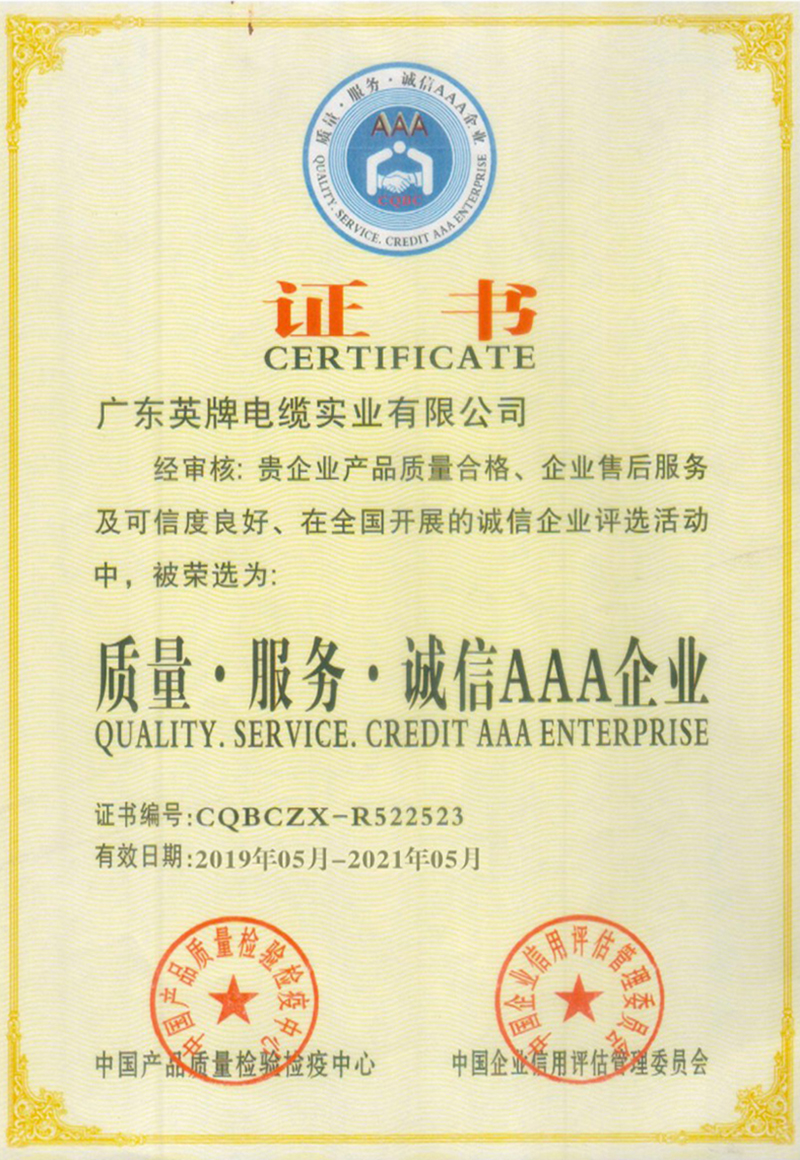 质量·服务·诚信AAA企业
AAA
CQBC
QUALITY. SERVICE. CREDIT AAA ENTERPRISE
证书
CERTIFICATE
广东英牌电缆实业有限公司
经审核: 贵企业产品质量合格、企业售后服务
及可信度良好、在全国开展的诚信企业评选活动
中，被荣选为:
质量·服务·诚信AAA企业
QUALITY. SERVICE. CREDIT AAA ENTERPRISE
证书编号:CQBCZX-R522523
有效日期:2019年05月-2021年05月
中国产品质量检验检疫中心
中国企业信用评估管理委员会
中国产品质量检验检疫中心
中国企业信用评估管理委员会